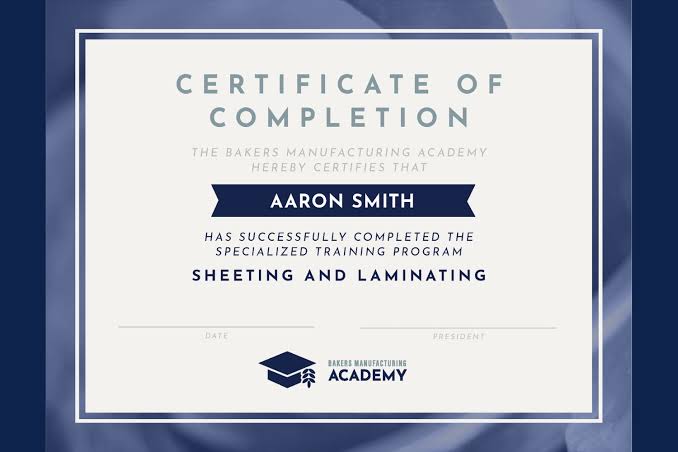 CERTIFICATE OF
COMPLETION
THE BAKERS MANUFACTURING ACADEMY
HEREBY CERTIFIES THAT
AARON SMITH
HAS SUCCESSFULLY COMPLETED THE
SPECIALIZED TRAINING PROGRAM
SHEETING AND LAMINATING
DATE
PRESIDENT
BAKERS MANUFACTURING
ACADEMY